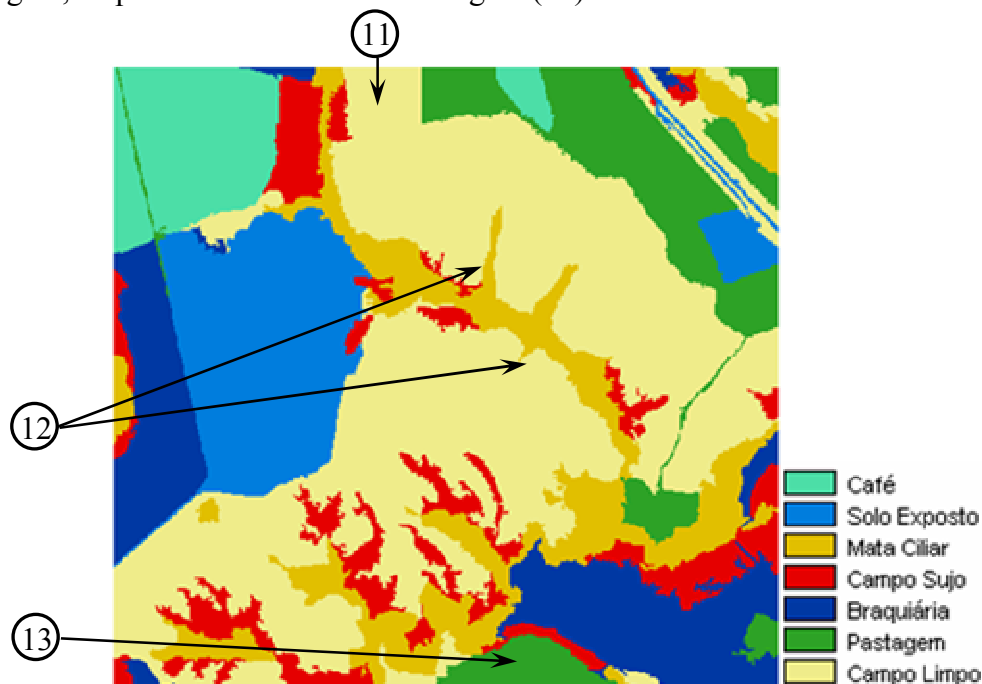 11
12
13
Café
Solo Exposto
Mata Ciliar
Campo Sujo
Braquiária
Pastagem
Campo Limpo